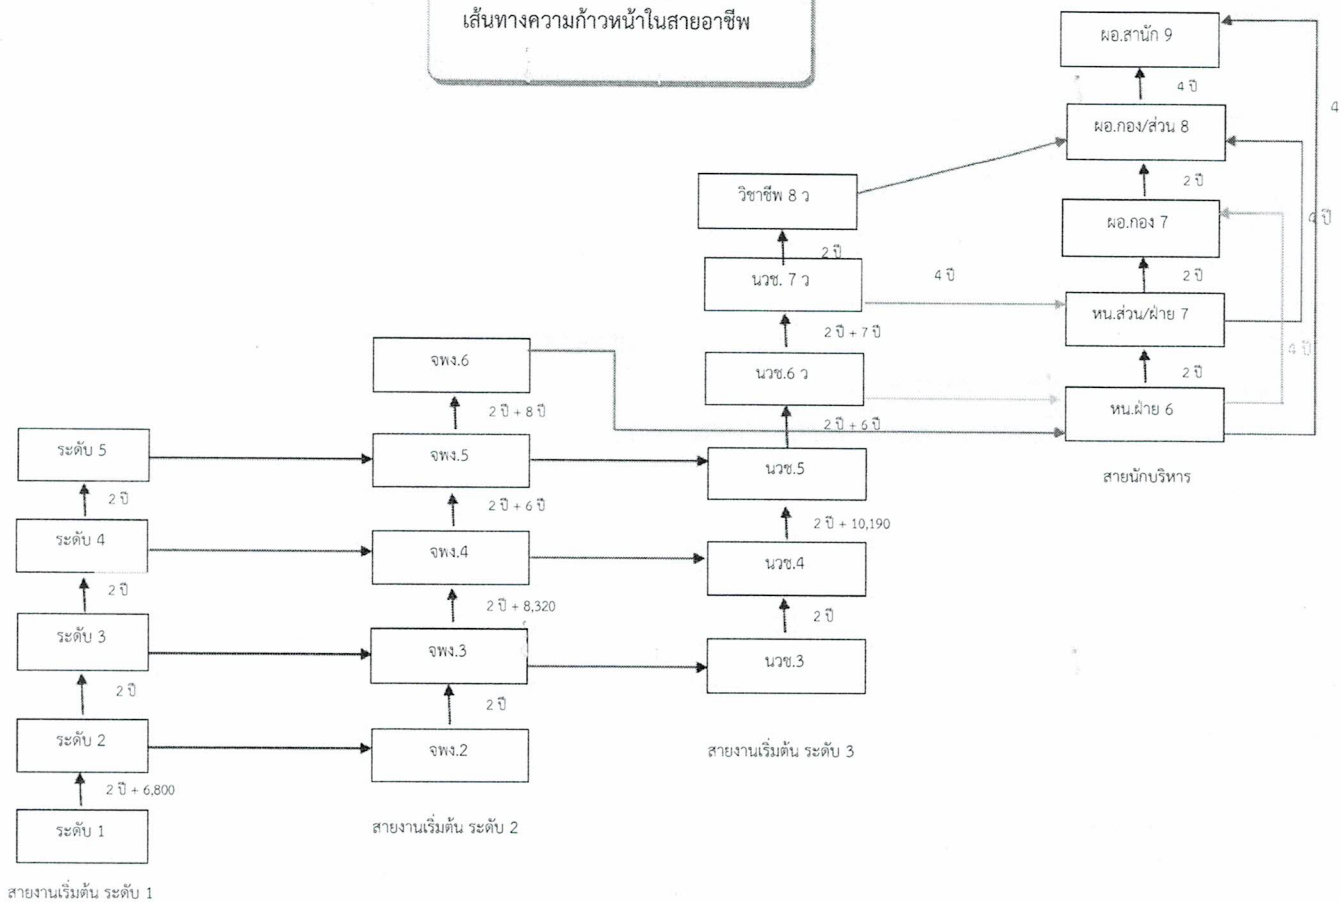 เส้นทางความก้าวหน้าในสายอาชีพ
ผอ.สานัก 9
4 ปี
4
ผอ.กอง/ส่วน 8
2 ปี
4 ปี
ผอ.กอง 7
2 ปี
หน.ส่วน/ฝ่าย 7
4 ปี
2 ปี
หน.ฝ่าย 6
สายนักบริหาร
วิชาชีพ 8 ว
2 ปี
นวช. 7 ว
4 ปี
2 ปี + 7 ปี
นวช.6 ว
2 ปี + 6 ปี
นวช.5
2 ปี + 10,190
นวช.4
2 ปี
นวช.3
สายงานเริ่มต้น ระดับ 3
จพง.6
2 ปี + 8 ปี
จพง.5
2 ปี + 6 ปี
จพง.4
2 ปี + 8,320
จพง.3
2 ปี
จพง.2
สายงานเริ่มต้น ระดับ 2
ระดับ 5
2 ปี
ระดับ 4
2 ปี
ระดับ 3
2 ปี
ระดับ 2
2 ปี + 6,800
ระดับ 1
สายงานเริ่มต้น ระดับ 1